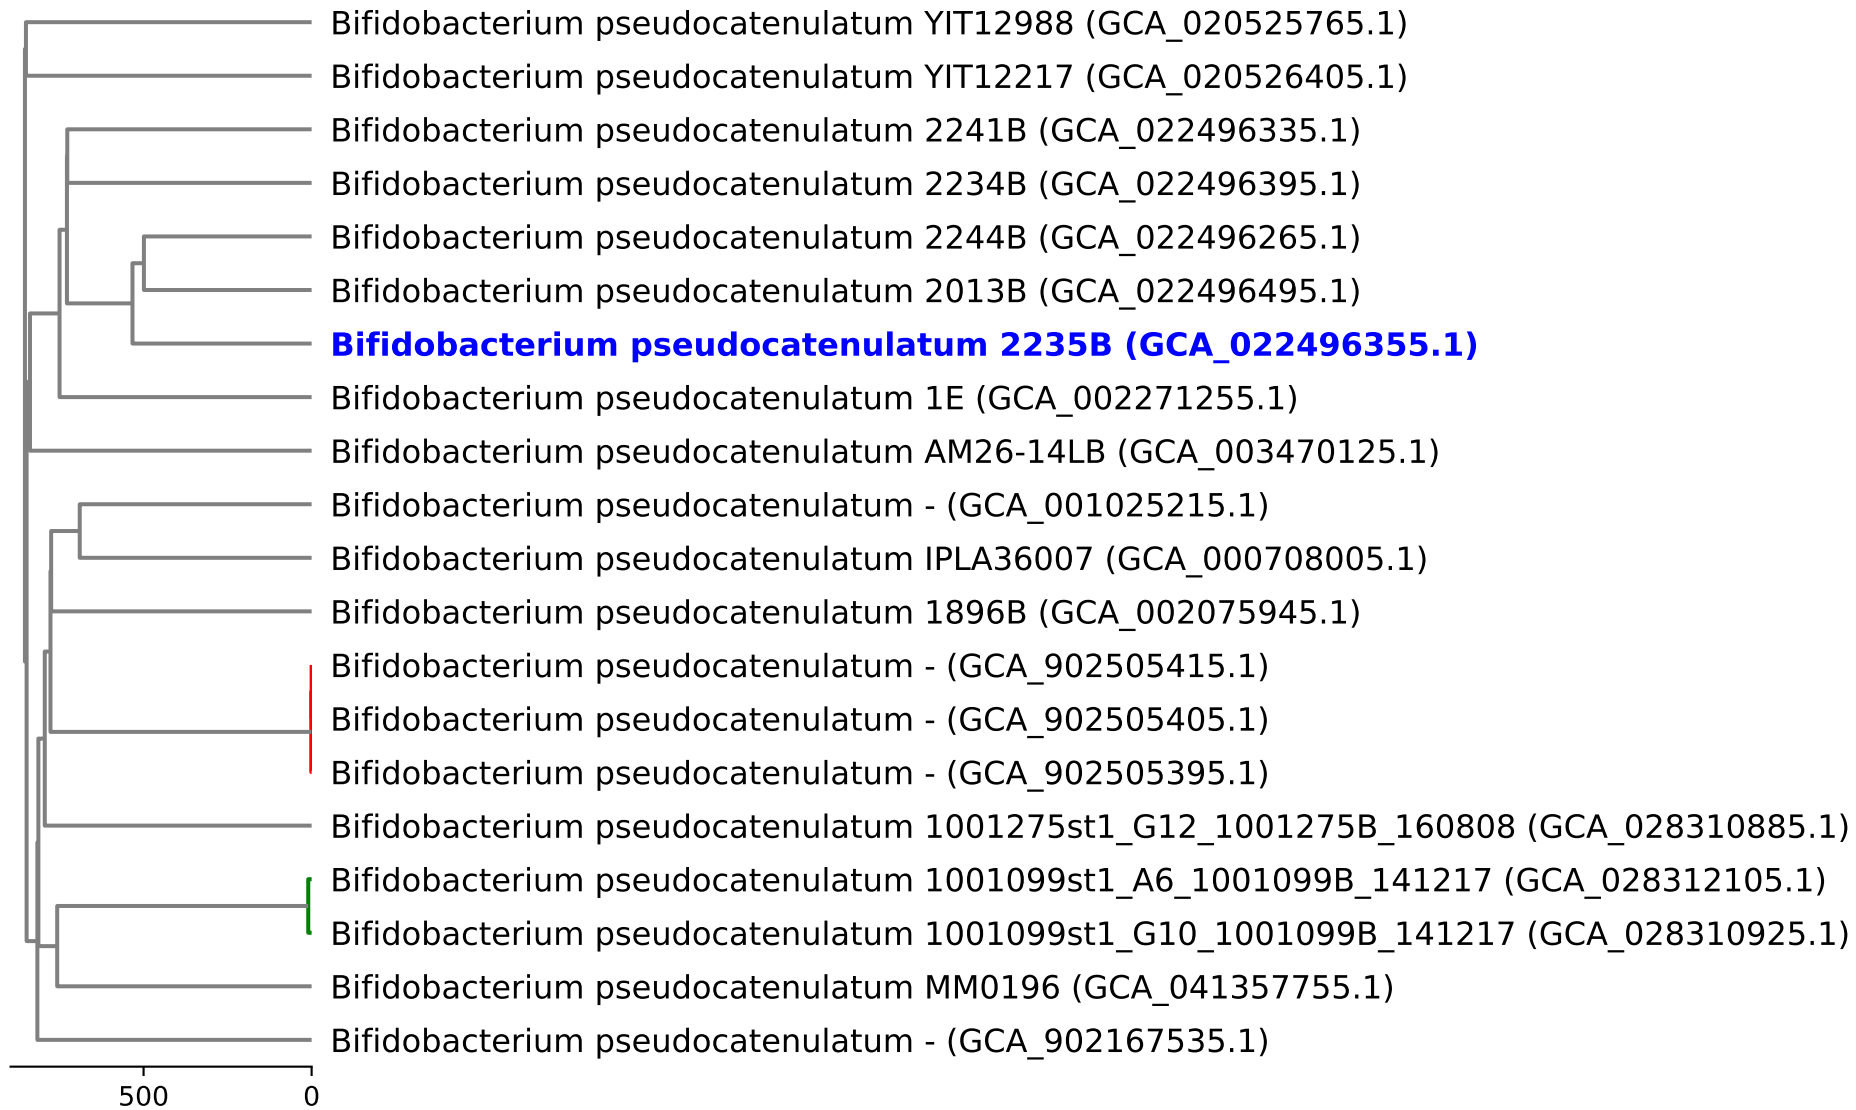 Bifidobacterium pseudocatenulatum YIT12988 (GCA_020525765.1)
Bifidobacterium pseudocatenulatum YIT12217 (GCA_020526405.1)
Bifidobacterium pseudocatenulatum 2241B (GCA_022496335.1)
Bifidobacterium pseudocatenulatum 2234B (GCA_022496395.1)
Bifidobacterium pseudocatenulatum 2244B (GCA_022496265.1)
Bifidobacterium pseudocatenulatum 2013B (GCA_022496495.1)
Bifidobacterium pseudocatenulatum 2235B (GCA_022496355.1)
Bifidobacterium pseudocatenulatum 1E (GCA_002271255.1)
Bifidobacterium pseudocatenulatum AM26-14LB (GCA_003470125.1)
Bifidobacterium pseudocatenulatum - (GCA_001025215.1)
Bifidobacterium pseudocatenulatum IPLA36007 (GCA_000708005.1)
Bifidobacterium pseudocatenulatum 1896B (GCA_002075945.1)
Bifidobacterium pseudocatenulatum - (GCA_902505415.1)
Bifidobacterium pseudocatenulatum - (GCA_902505405.1)
Bifidobacterium pseudocatenulatum - (GCA_902505395.1)
Bifidobacterium pseudocatenulatum 1001275st1_G12_1001275B_160808 (GCA_028310885.1)
Bifidobacterium pseudocatenulatum 1001099st1_A6_1001099B_141217 (GCA_028312105.1)
Bifidobacterium pseudocatenulatum 1001099st1_G10_1001099B_141217 (GCA_028310925.1)
Bifidobacterium pseudocatenulatum MM0196 (GCA_041357755.1)
Bifidobacterium pseudocatenulatum - (GCA_902167535.1)
500 0